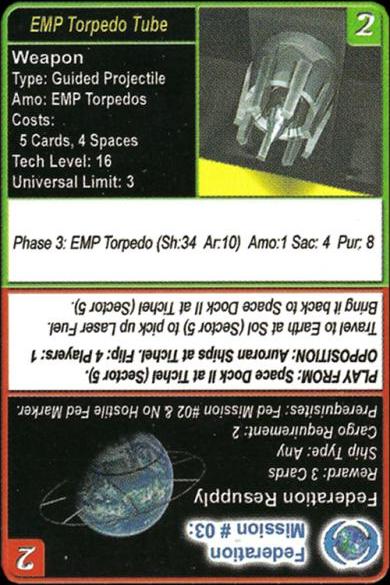 EMP Torpedo Tube
2
Weapon
Type: Guided Projectile
Amo: EMP Torpedos
Costs:
5 Cards, 4 Spaces
Tech Level: 16
Universal Limit: 3
Phase 3: EMP Torpedo (Sh:34 Ar:10) Amo:1 Sac: 4 Pur: 8
2
Federation
Mission # 03:
Federation Resupply
Reward: 3 Cards
Ship Type: Any
Cargo Requirement: 2
Prerequisites: Fed Mission #02 & No Hostile Fed Marker.
PLAY FROM: Space Dock II at Tichel (Sector 5).
OPPOSITION: Auroran Ships at Tichel. Flip: 4 Players: 1
Travel to Earth at Sol (Sector 5) to pick up Laser Fuel.
Bring it back to Space Dock II at Tichel (Sector 5).